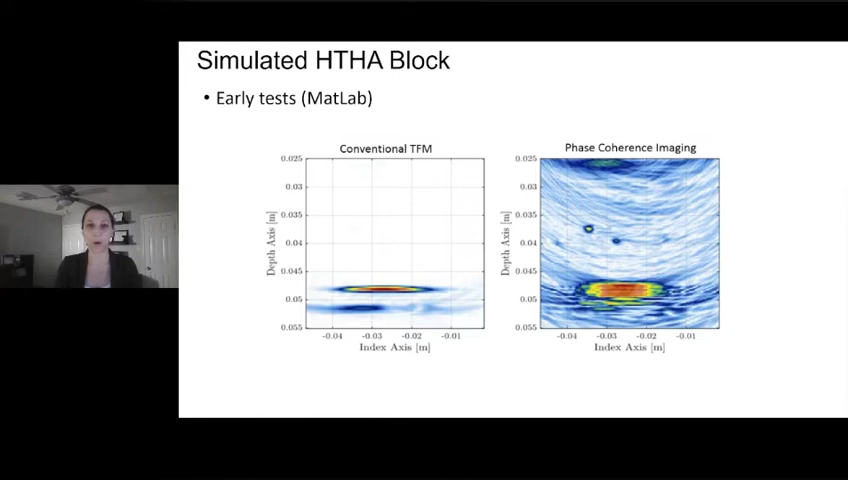 Simulated HTHA Block
• Early tests (MatLab)
Conventional TFM
0.025
0.03
0.035
0.04
0.045
0.05
0.055
Depth Axis [m]
-0.04 -0.03 -0.02 -0.01
Index Axis [m]
Phase Coherence Imaging
0.025
0.03
0.035
0.04
0.045
0.05
0.055
Depth Axis [m]
-0.04 -0.03 -0.02 -0.01
Index Axis [m]